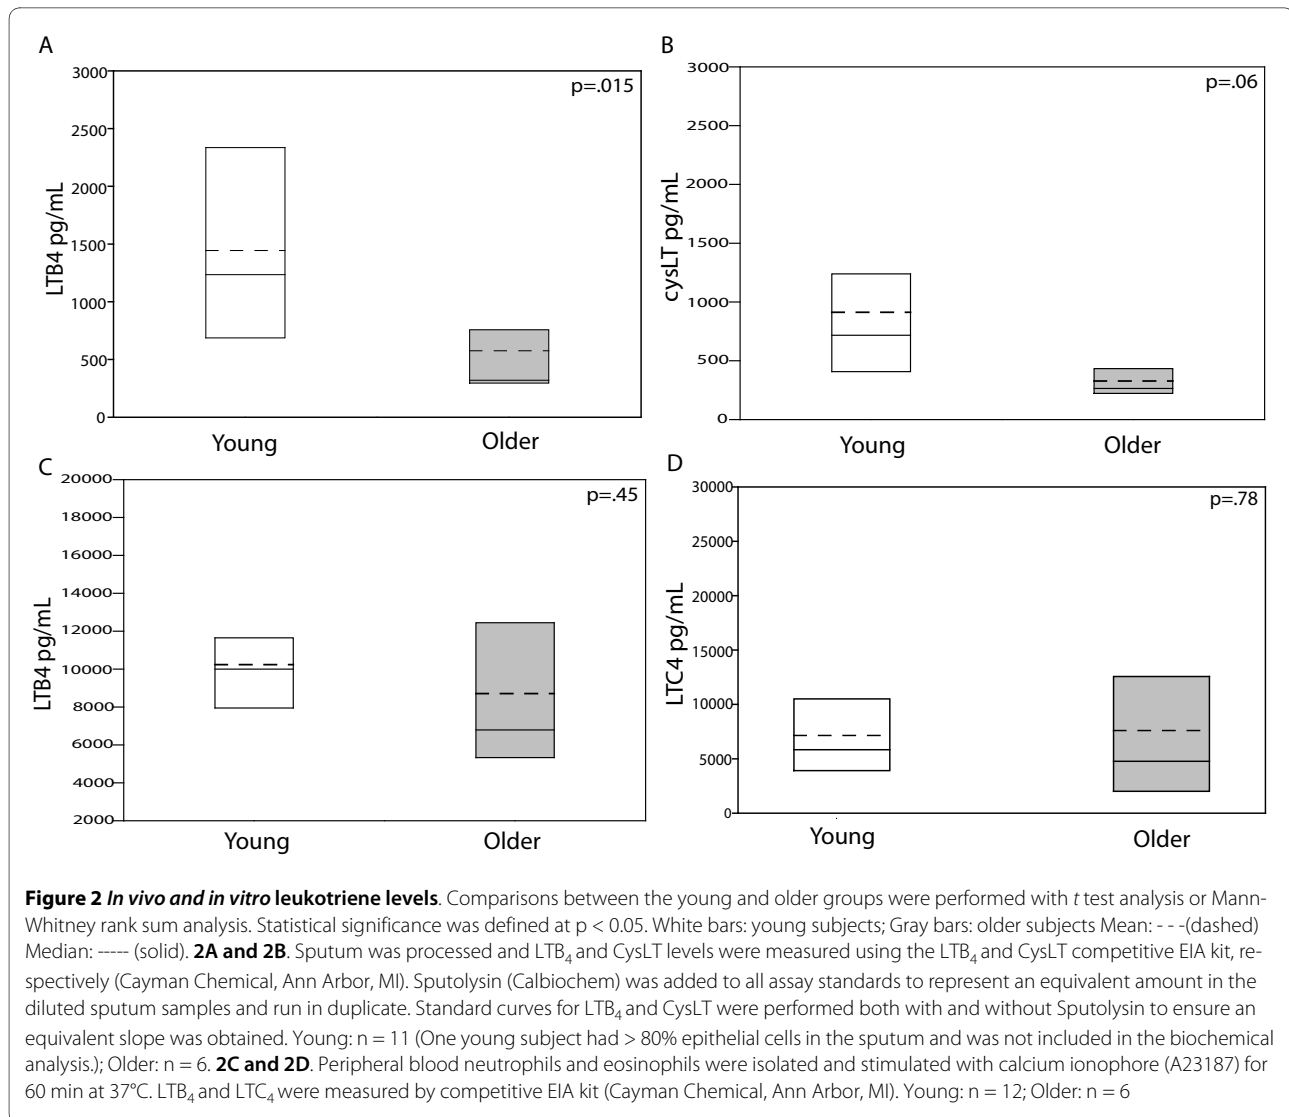 A
3000
2500
2000
1500
1000
500
0
LTB4 pg/mL
p=.015
Young Older
B
3000
2500
2000
1500
1000
500
0
cysLT pg/mL
p=.06
Young Older
C
20000
18000
16000
14000
12000
10000
8000
6000
4000
2000
LTB4 pg/mL
p=.45
Young Older
D
30000
25000
20000
15000
10000
5000
0
LTC4 pg/mL
p=.78
Young Older
Figure 2 In vivo and in vitro leukotriene levels. Comparisons between the young and older groups were performed with t test analysis or Mann-
Whitney rank sum analysis. Statistical significance was defined at p < 0.05. White bars: young subjects; Gray bars: older subjects Mean: - - -(dashed)
Median: ----- (solid). 2A and 2B. Sputum was processed and LTB4 and CysLT levels were measured using the LTB4 and CysLT competitive EIA kit, re-
spectively (Cayman Chemical, Ann Arbor, MI). Sputolysin (Calbiochem) was added to all assay standards to represent an equivalent amount in the
diluted sputum samples and run in duplicate. Standard curves for LTB4 and CysLT were performed both with and without Sputolysin to ensure an
equivalent slope was obtained. Young: n = 11 (One young subject had > 80% epithelial cells in the sputum and was not included in the biochemical
analysis.); Older: n = 6. 2C and 2D. Peripheral blood neutrophils and eosinophils were isolated and stimulated with calcium ionophore (A23187) for
60 min at 37°C. LTB4 and LTC4 were measured by competitive EIA kit (Cayman Chemical, Ann Arbor, MI). Young: n = 12; Older: n = 6